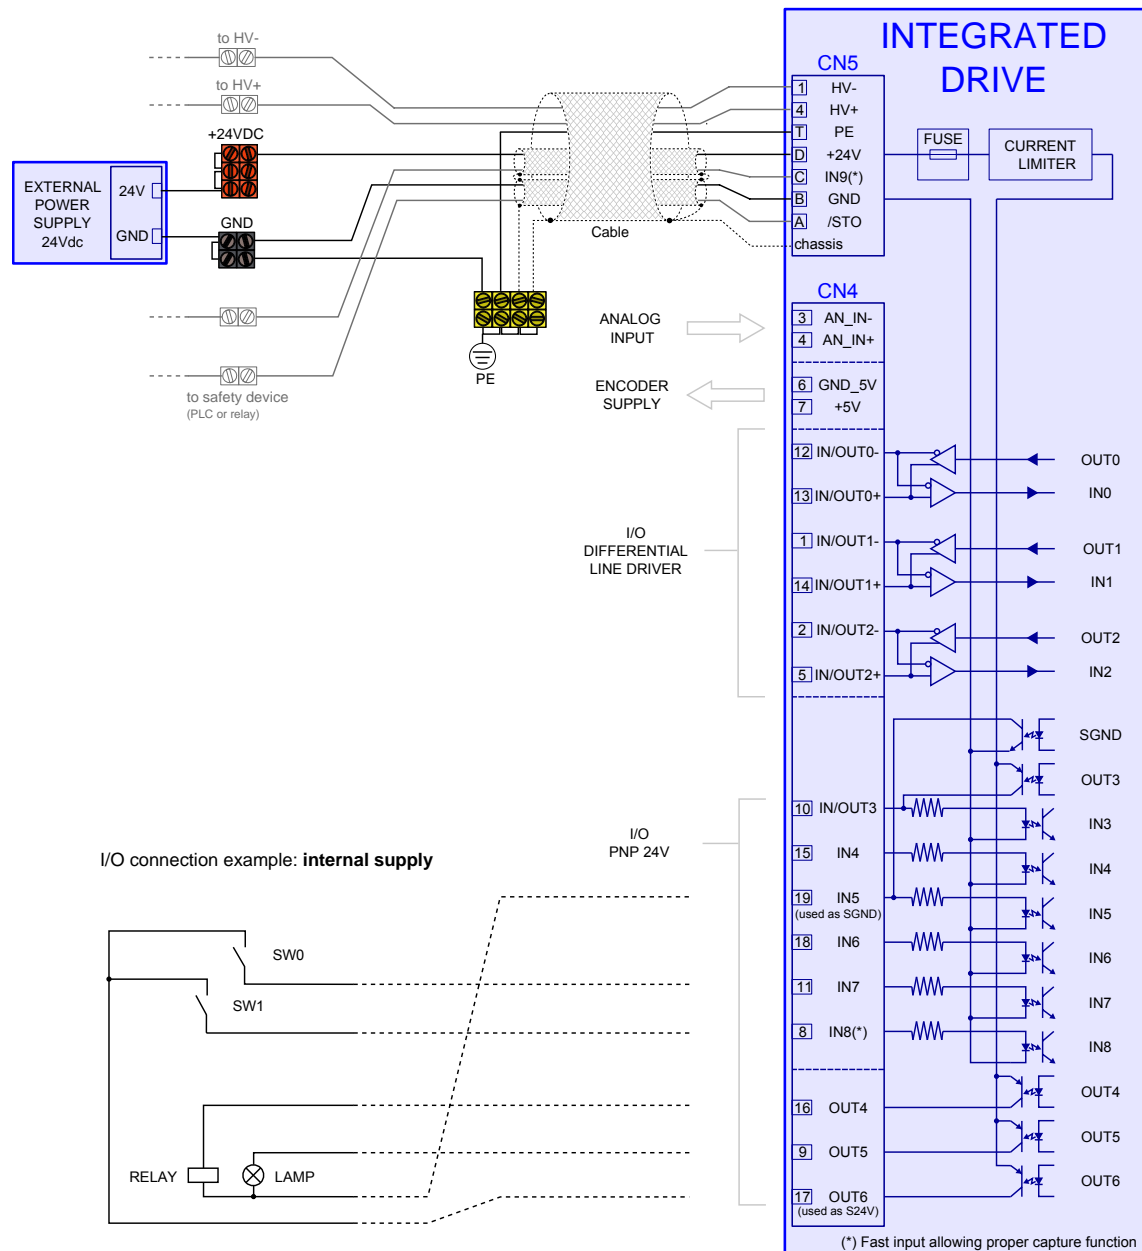 INTEGRATED
DRIVE
to HV-
to HV+
+24VDC
EXTERNAL
POWER
SUPPLY
24Vdc
24V
GND
GND
PE
to safety device
(PLC or relay)
Cable
CN5
1 HV-
4 HV+
T PE
D +24V
C IN9(*)
B GND
A /STO
chassis
FUSE
CURRENT
LIMITER
CN4
ANALOG
INPUT
3 AN_IN-
4 AN_IN+
ENCODER
SUPPLY
6 GND_5V
7 +5V
I/O
DIFFERENTIAL
LINE DRIVER
12 IN/OUT0-
13 IN/OUT0+
1 IN/OUT1-
14 IN/OUT1+
2 IN/OUT2-
5 IN/OUT2+
OUT0
IN0
OUT1
IN1
OUT2
IN2
I/O
PNP 24V
10 IN/OUT3
15 IN4
19 IN5
(used as SGND)
18 IN6
11 IN7
8 IN8(*)
16 OUT4
9 OUT5
17 OUT6
(used as S24V)
SGND
OUT3
IN3
IN4
IN5
IN6
IN7
IN8
OUT4
OUT5
OUT6
I/O connection example: internal supply
SW0
SW1
RELAY
LAMP
(*) Fast input allowing proper capture function